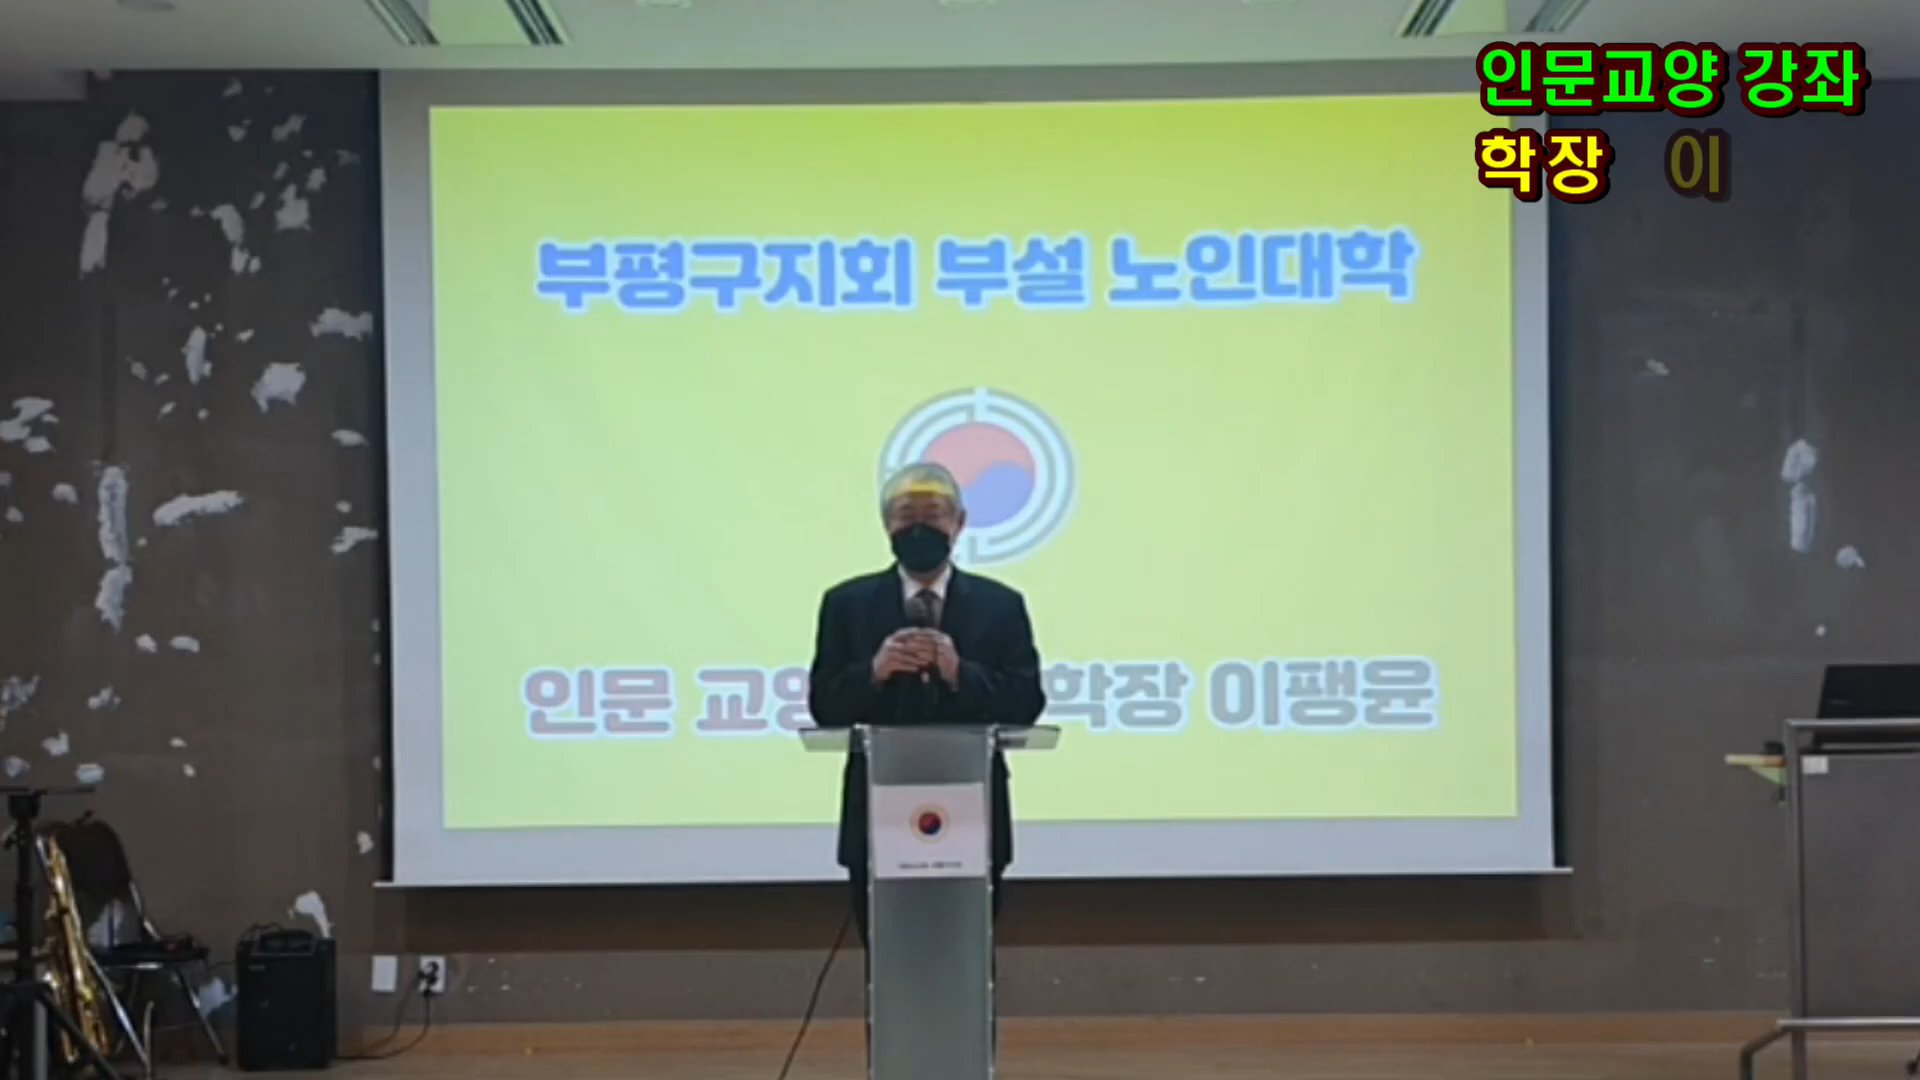 인문교양 강좌
학장 이
부평구지회 부설 노인대학
인문 교양 학장 이팽윤